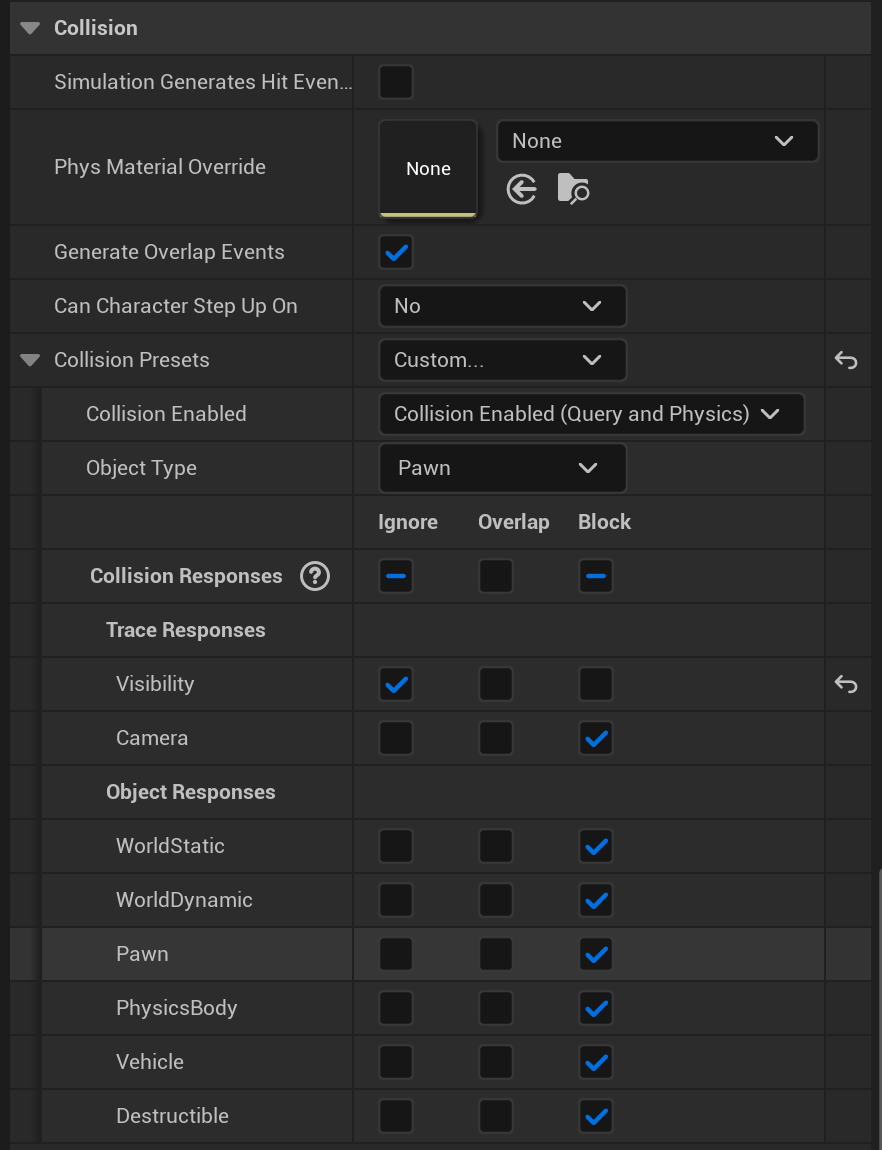 Collision
Simulation Generates Hit Even...
Phys Material Override
None
None
Generate Overlap Events
Can Character Step Up On
No
Collision Presets
Custom...
Collision Enabled
Collision Enabled (Query and Physics)
Object Type
Pawn
Ignore Overlap Block
Collision Responses ?
Trace Responses
Visibility
Camera
Object Responses
WorldStatic
WorldDynamic
Pawn
PhysicsBody
Vehicle
Destructible